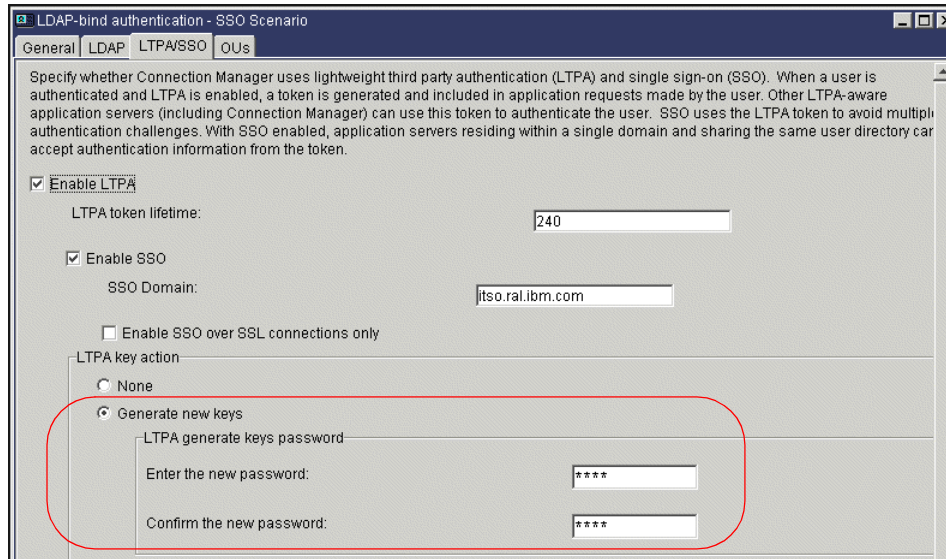 LDAP-bind authentication - SSO Scenario
General LDAP LTPA/SSO OUs
Specify whether Connection Manager uses lightweight third party authentication (LTPA) and single sign-on (SSO). When a user is
authenticated and LTPA is enabled, a token is generated and included in application requests made by the user. Other LTPA-aware
application servers (including Connection Manager) can use this token to authenticate the user. SSO uses the LTPA token to avoid multiple
authentication challenges. With SSO enabled, application servers residing within a single domain and sharing the same user directory can
accept authentication information from the token.
Enable LTPA
LTPA token lifetime:
240
Enable SSO
SSO Domain:
itso.ral.ibm.com
Enable SSO over SSL connections only
LTPA key action
None
Generate new keys
LTPA generate keys password
Enter the new password:
****
Confirm the new password:
****